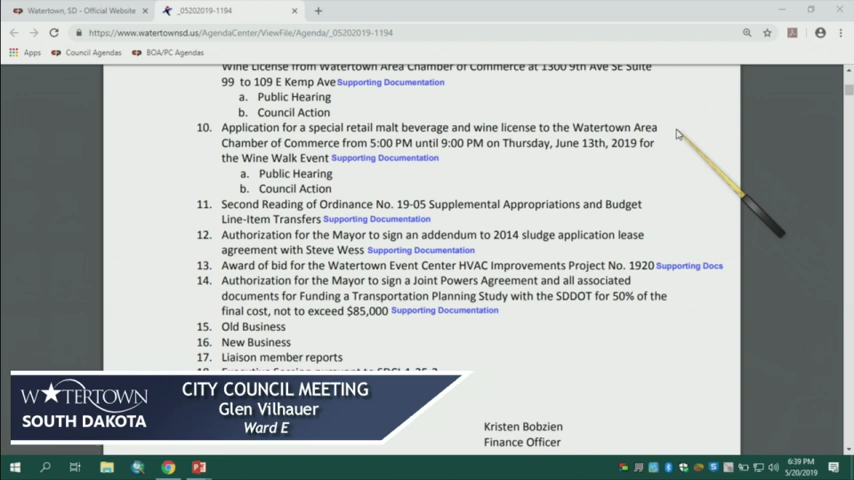 Watertown, SD - Official Website
_05202019-1194
https://www.watertownsd.us/AgendaCenter/ViewFile/Agenda/_05202019-1194
Apps
Council Agendas
BOA/PC Agendas
Wine License from Watertown Area Chamber of Commerce at 1300 9th Ave SE Suite
99 to 109 E Kemp Ave Supporting Documentation
a. Public Hearing
b. Council Action
10. Application for a special retail malt beverage and wine license to the Watertown Area
Chamber of Commerce from 5:00 PM until 9:00 PM on Thursday, June 13th, 2019 for
the Wine Walk Event Supporting Documentation
a. Public Hearing
b. Council Action
11. Second Reading of Ordinance No. 19-05 Supplemental Appropriations and Budget
Line-Item Transfers Supporting Documentation
12. Authorization for the Mayor to sign an addendum to 2014 sludge application lease
agreement with Steve Wess Supporting Documentation
13. Award of bid for the Watertown Event Center HVAC Improvements Project No. 1920 Supporting Docs
14. Authorization for the Mayor to sign a Joint Powers Agreement and all associated
documents for Funding a Transportation Planning Study with the SDDOT for 50% of the
final cost, not to exceed $85,000 Supporting Documentation
15. Old Business
16. New Business
17. Liaison member reports
18. Executive Session pursuant to SDCL 1-25-2
WATERTOWN
SOUTH DAKOTA
CITY COUNCIL MEETING
Glen Vilhauer
Ward E
Kristen Bobzien
Finance Officer
6:39 PM
5/20/2019